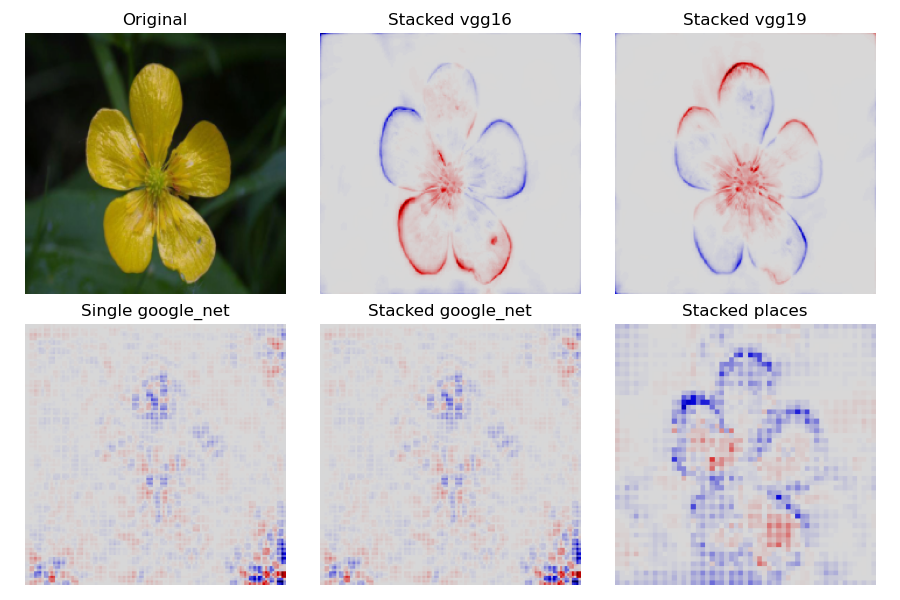 Original
Stacked vgg16
Stacked vgg19
Single google_net
Stacked google_net
Stacked places